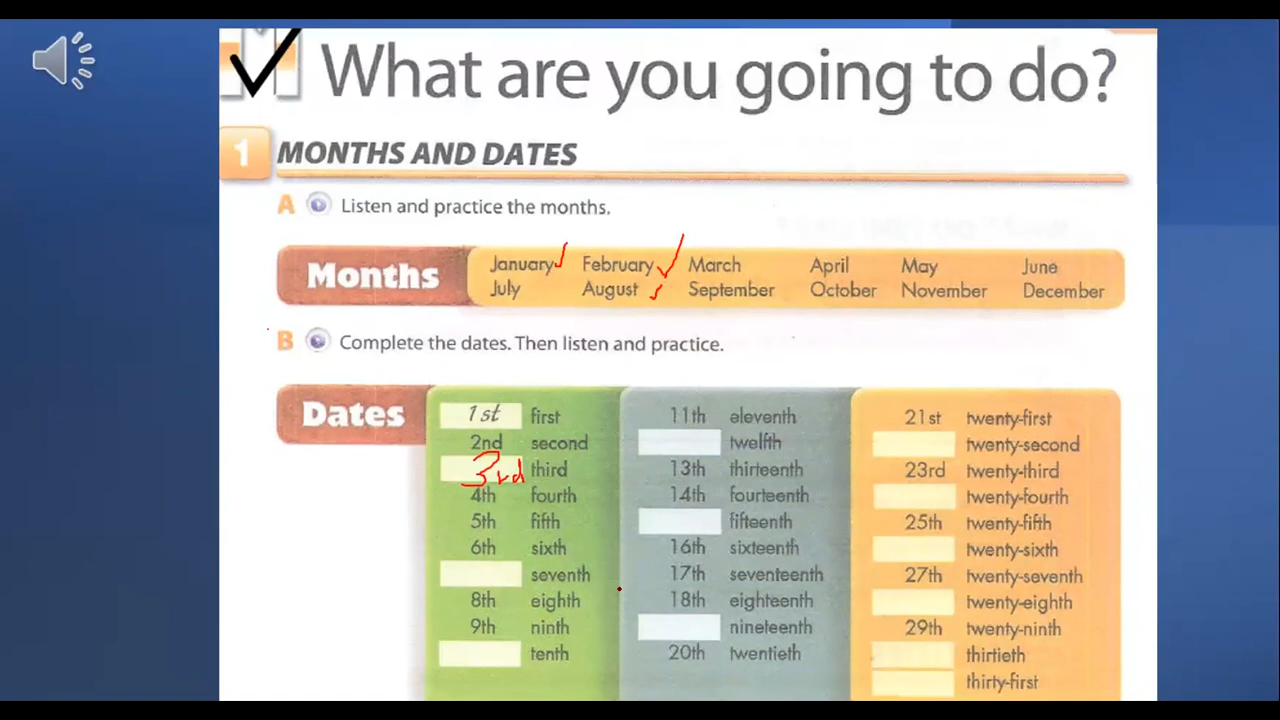 What are you going to do?
1 MONTHS AND DATES
A Listen and practice the months.
Months
January February March April May June
July August September October November December
B Complete the dates. Then listen and practice.
Dates
1st first
2nd second
3rd third
4th fourth
5th fifth
6th sixth
seventh
8th eighth
9th ninth
tenth
11th eleventh
twelfth
13th thirteenth
14th fourteenth
fifteenth
16th sixteenth
17th seventeenth
18th eighteenth
nineteenth
20th twentieth
21st twenty-first
twenty-second
23rd twenty-third
twenty-fourth
25th twenty-fifth
twenty-sixth
27th twenty-seventh
twenty-eighth
29th twenty-ninth
thirtieth
thirty-first